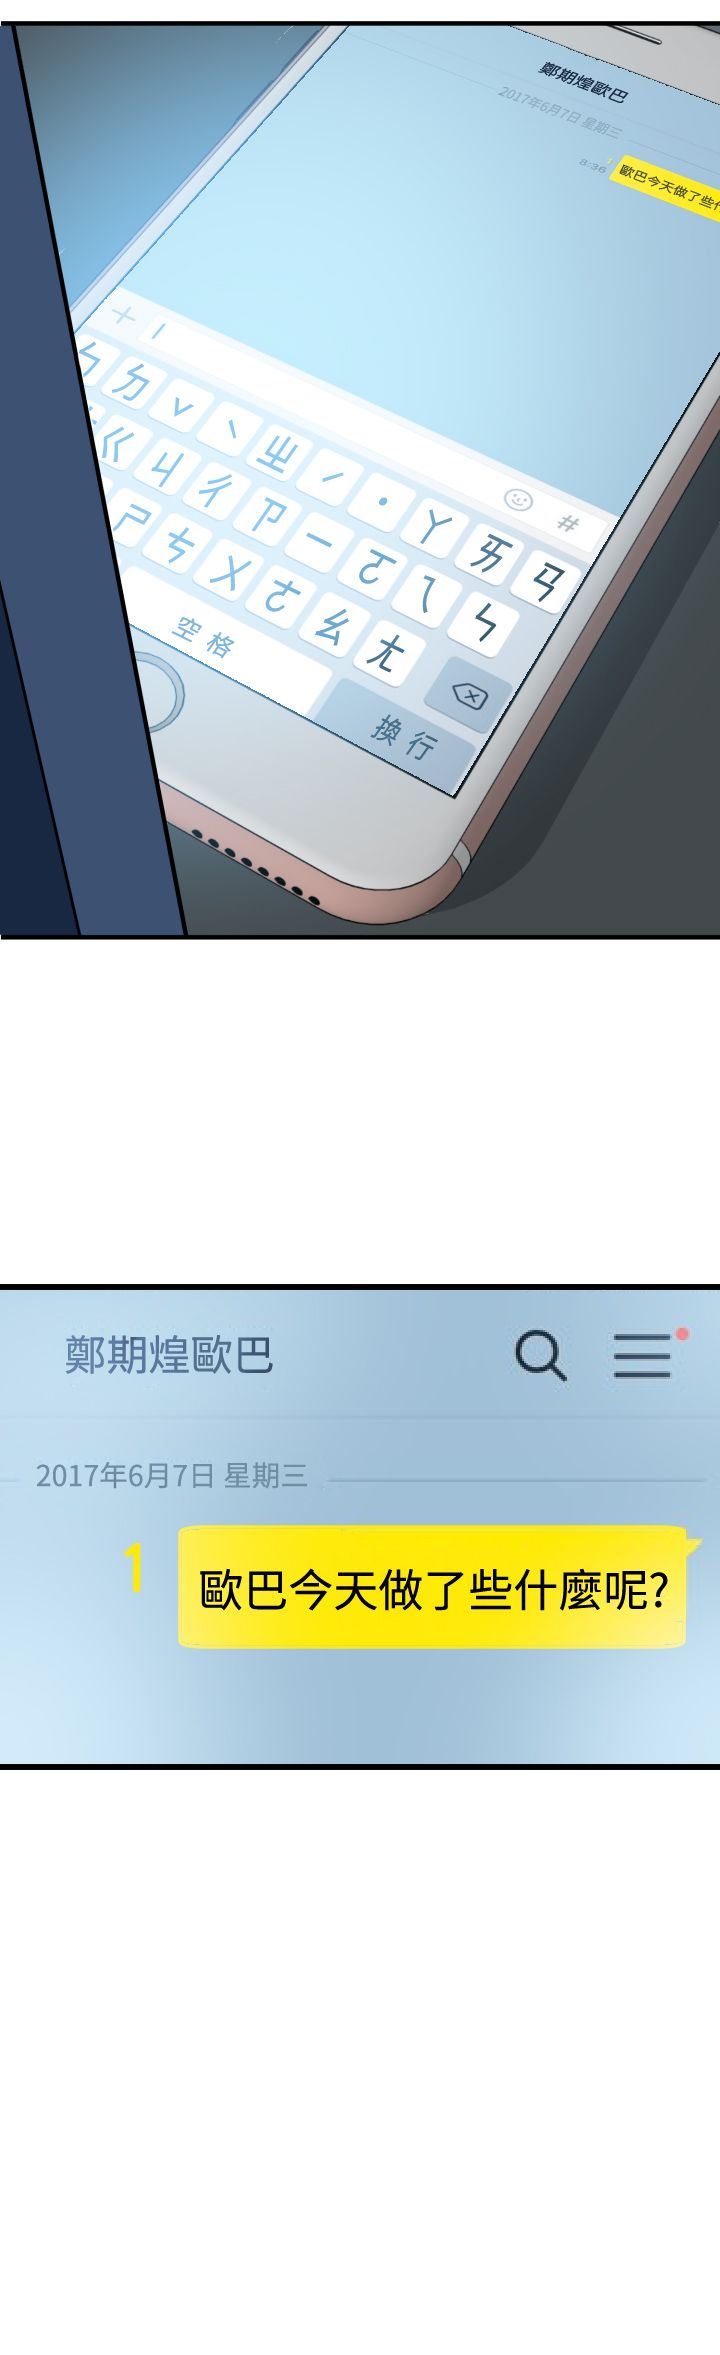 鄭期煌歐巴
2017年6月7日 星期三
8:36
1
歐巴今天做了些什
ㄅ ㄉ ˇ ˋ ㄓ ˊ ˙ ㄚ ㄞ ㄢ
ㄍ ㄐ ㄔ ㄗ ㄧ ㄛ ㄟ ㄣ
ㄕ ㄘ ㄨ ㄜ ㄠ ㄤ
空格
換行
鄭期煌歐巴
2017年6月7日 星期三
1
歐巴今天做了些什麼呢?